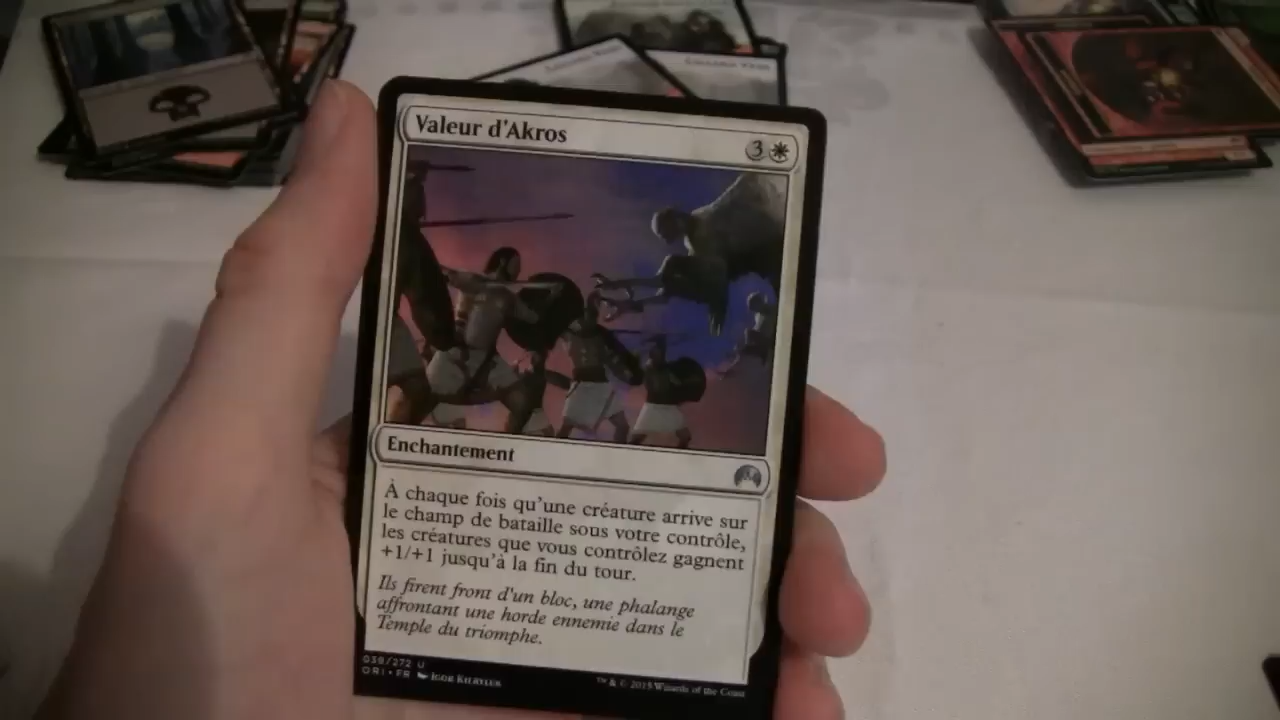 Valeur d'Akros
3
Enchantement
À chaque fois qu'une créature arrive sur
le champ de bataille sous votre contrôle,
les créatures que vous contrôlez gagnent
+1/+1 jusqu'à la fin du tour.
Ils firent front d'un bloc, une phalange
affrontant une horde ennemie dans le
Temple du triomphe.
039/272 U
ORI • FR Igor Kieryluk
™ & © 2015 Wizards of the Coast